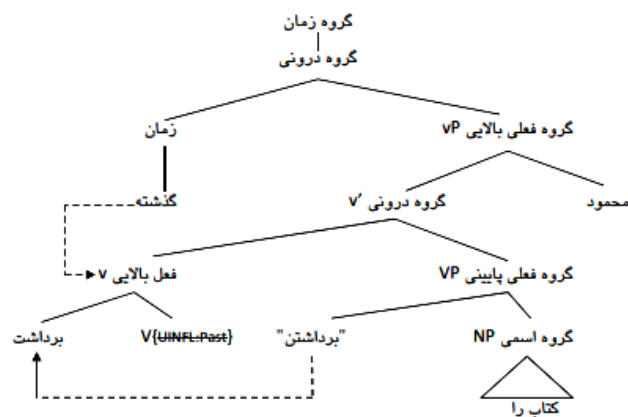 گروه زمان
گروه درونی
زمان
گروه فعلی بالایی vP
گذشته
گروه درونی v’
محمود
فعل بالایی v
گروه فعلی پایینی VP
برداشت
V{UINFL:Past}
"برداشتن"
گروه اسمی NP
کتاب را